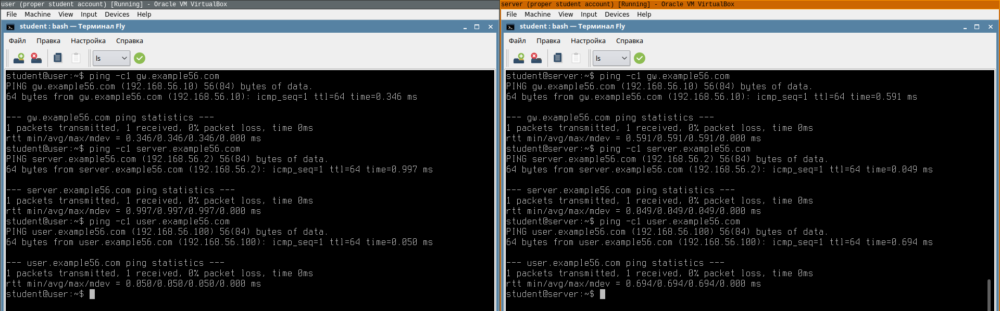 user (proper student account) [Running] - Oracle VM VirtualBox
File Machine View Input Devices Help
student : bash — Терминал Fly
Файл Правка Настройка Справка
ls
student@user:~$ ping -c1 gw.example56.com
PING gw.example56.com (192.168.56.10) 56(84) bytes of data.
64 bytes from gw.example56.com (192.168.56.10): icmp_seq=1 ttl=64 time=0.346 ms
--- gw.example56.com ping statistics ---
1 packets transmitted, 1 received, 0% packet loss, time 0ms
rtt min/avg/max/mdev = 0.346/0.346/0.346/0.000 ms
student@user:~$ ping -c1 server.example56.com
PING server.example56.com (192.168.56.2) 56(84) bytes of data.
64 bytes from server.example56.com (192.168.56.2): icmp_seq=1 ttl=64 time=0.997 ms
--- server.example56.com ping statistics ---
1 packets transmitted, 1 received, 0% packet loss, time 0ms
rtt min/avg/max/mdev = 0.997/0.997/0.997/0.000 ms
student@user:~$ ping -c1 user.example56.com
PING user.example56.com (192.168.56.100) 56(84) bytes of data.
64 bytes from user.example56.com (192.168.56.100): icmp_seq=1 ttl=64 time=0.050 ms
--- user.example56.com ping statistics ---
1 packets transmitted, 1 received, 0% packet loss, time 0ms
rtt min/avg/max/mdev = 0.050/0.050/0.050/0.000 ms
student@user:~$
server (proper student account) [Running] - Oracle VM VirtualBox
File Machine View Input Devices Help
student : bash — Терминал Fly
Файл Правка Настройка Справка
ls
student@server:~$ ping -c1 gw.example56.com
PING gw.example56.com (192.168.56.10) 56(84) bytes of data.
64 bytes from gw.example56.com (192.168.56.10): icmp_seq=1 ttl=64 time=0.591 ms
--- gw.example56.com ping statistics ---
1 packets transmitted, 1 received, 0% packet loss, time 0ms
rtt min/avg/max/mdev = 0.591/0.591/0.591/0.000 ms
student@server:~$ ping -c1 server.example56.com
PING server.example56.com (192.168.56.2) 56(84) bytes of data.
64 bytes from server.example56.com (192.168.56.2): icmp_seq=1 ttl=64 time=0.049 ms
--- server.example56.com ping statistics ---
1 packets transmitted, 1 received, 0% packet loss, time 0ms
rtt min/avg/max/mdev = 0.049/0.049/0.049/0.000 ms
student@server:~$ ping -c1 user.example56.com
PING user.example56.com (192.168.56.100) 56(84) bytes of data.
64 bytes from user.example56.com (192.168.56.100): icmp_seq=1 ttl=64 time=0.694 ms
--- user.example56.com ping statistics ---
1 packets transmitted, 1 received, 0% packet loss, time 0ms
rtt min/avg/max/mdev = 0.694/0.694/0.694/0.000 ms
student@server:~$